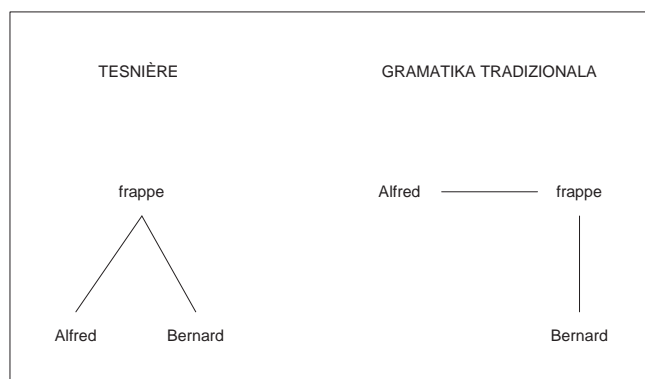 TESNIÈRE GRAMATIKA TRADIZIONALA
frappe Alfred frappe
Alfred Bernard Bernard